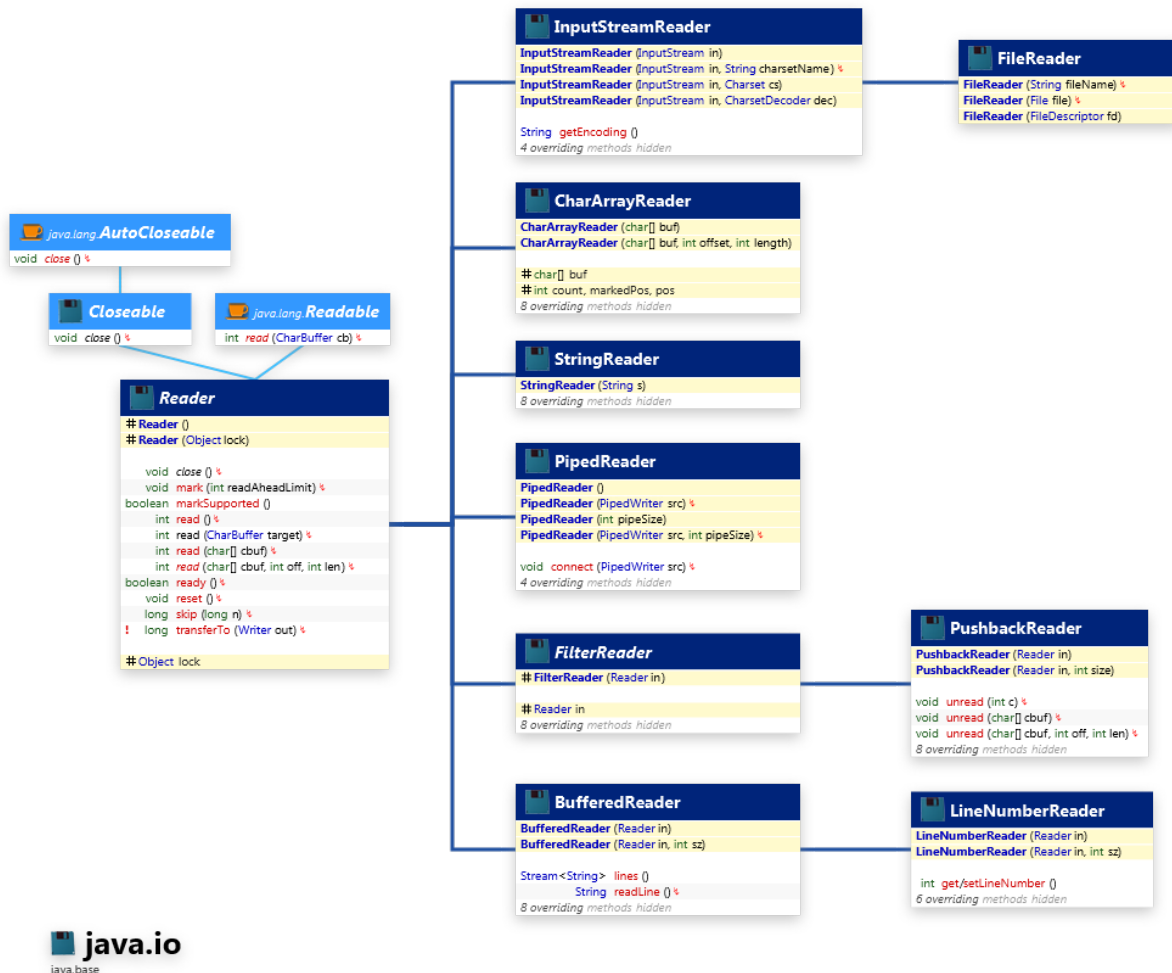 InputStreamReader
InputStreamReader (InputStream in)
InputStreamReader (InputStream in, String charsetName) ↯
InputStreamReader (InputStream in, Charset cs)
InputStreamReader (InputStream in, CharsetDecoder dec)
String getEncoding ()
4 overriding methods hidden
FileReader
FileReader (String fileName) ↯
FileReader (File file) ↯
FileReader (FileDescriptor fd)
CharArrayReader
CharArrayReader (char[] buf)
CharArrayReader (char[] buf, int offset, int length)
# char[] buf
# int count, markedPos, pos
8 overriding methods hidden
java.lang.AutoCloseable
void close () ↯
Closeable
void close () ↯
java.lang.Readable
int read (CharBuffer cb) ↯
StringReader
StringReader (String s)
8 overriding methods hidden
Reader
# Reader ()
# Reader (Object lock)
void close () ↯
void mark (int readAheadLimit) ↯
boolean markSupported ()
int read () ↯
int read (CharBuffer target) ↯
int read (char[] cbuf) ↯
int read (char[] cbuf, int off, int len) ↯
boolean ready () ↯
void reset () ↯
long skip (long n) ↯
! long transferTo (Writer out) ↯
# Object lock
PipedReader
PipedReader ()
PipedReader (PipedWriter src) ↯
PipedReader (int pipeSize)
PipedReader (PipedWriter src, int pipeSize) ↯
void connect (PipedWriter src) ↯
4 overriding methods hidden
FilterReader
# FilterReader (Reader in)
# Reader in
8 overriding methods hidden
PushbackReader
PushbackReader (Reader in)
PushbackReader (Reader in, int size)
void unread (int c) ↯
void unread (char[] cbuf) ↯
void unread (char[] cbuf, int off, int len) ↯
8 overriding methods hidden
BufferedReader
BufferedReader (Reader in)
BufferedReader (Reader in, int sz)
Stream<String> lines ()
String readLine () ↯
8 overriding methods hidden
LineNumberReader
LineNumberReader (Reader in)
LineNumberReader (Reader in, int sz)
int get/setLineNumber ()
6 overriding methods hidden
java.io
java.base